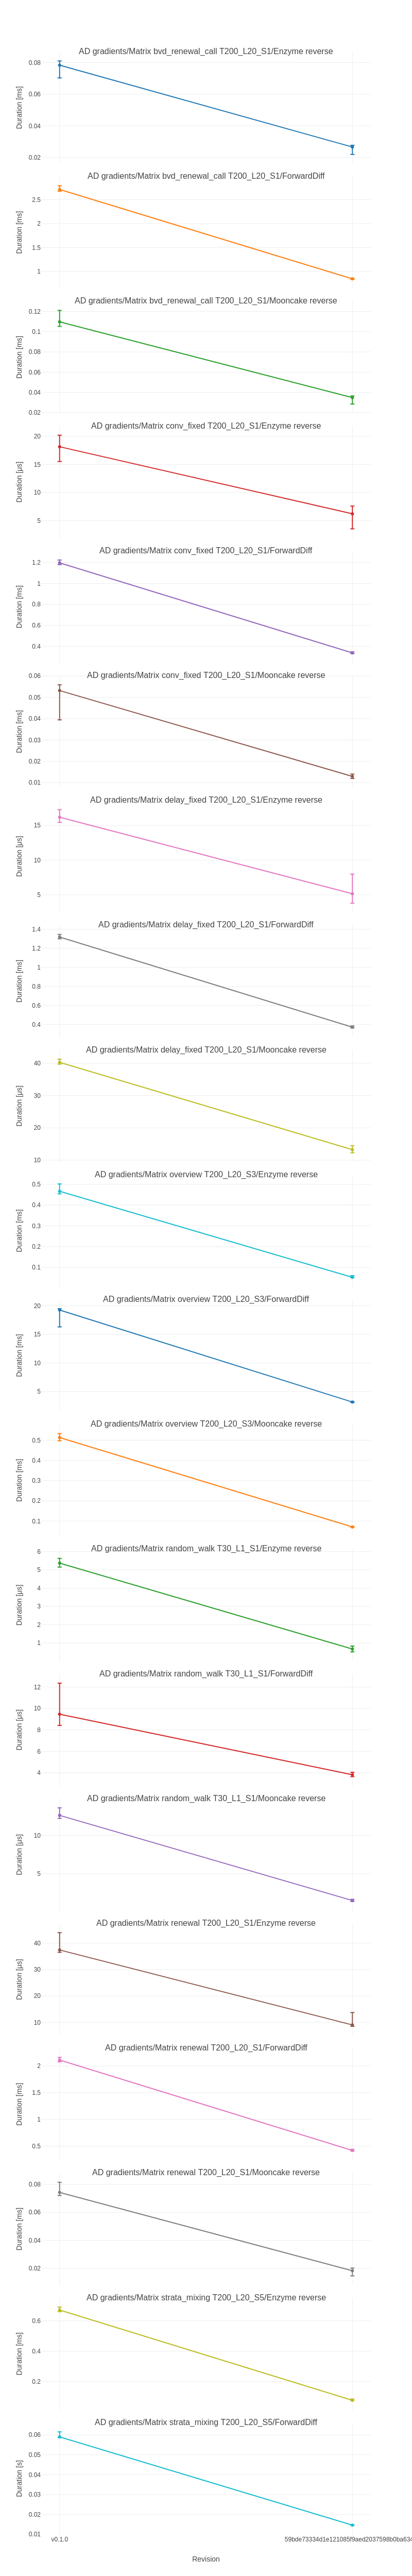 AD gradients/Matrix bvd_renewal_call T200_L20_S1/Enzyme reverse
0.08
0.06
0.04
0.02
Duration [ms]
AD gradients/Matrix bvd_renewal_call T200_L20_S1/ForwardDiff
2.5
2
1.5
1
Duration [ms]
AD gradients/Matrix bvd_renewal_call T200_L20_S1/Mooncake reverse
0.12
0.1
0.08
0.06
0.04
0.02
Duration [ms]
AD gradients/Matrix conv_fixed T200_L20_S1/Enzyme reverse
20
15
10
5
Duration [μs]
AD gradients/Matrix conv_fixed T200_L20_S1/ForwardDiff
1.2
1
0.8
0.6
0.4
Duration [ms]
AD gradients/Matrix conv_fixed T200_L20_S1/Mooncake reverse
0.06
0.05
0.04
0.03
0.02
0.01
Duration [ms]
AD gradients/Matrix delay_fixed T200_L20_S1/Enzyme reverse
15
10
5
Duration [μs]
AD gradients/Matrix delay_fixed T200_L20_S1/ForwardDiff
1.4
1.2
1
0.8
0.6
0.4
Duration [ms]
AD gradients/Matrix delay_fixed T200_L20_S1/Mooncake reverse
40
30
20
10
Duration [μs]
AD gradients/Matrix overview T200_L20_S3/Enzyme reverse
0.5
0.4
0.3
0.2
0.1
Duration [ms]
AD gradients/Matrix overview T200_L20_S3/ForwardDiff
20
15
10
5
Duration [ms]
AD gradients/Matrix overview T200_L20_S3/Mooncake reverse
0.5
0.4
0.3
0.2
0.1
Duration [ms]
AD gradients/Matrix random_walk T30_L1_S1/Enzyme reverse
6
5
4
3
2
1
Duration [μs]
AD gradients/Matrix random_walk T30_L1_S1/ForwardDiff
12
10
8
6
4
Duration [μs]
AD gradients/Matrix random_walk T30_L1_S1/Mooncake reverse
10
5
Duration [μs]
AD gradients/Matrix renewal T200_L20_S1/Enzyme reverse
40
30
20
10
Duration [μs]
AD gradients/Matrix renewal T200_L20_S1/ForwardDiff
2
1.5
1
0.5
Duration [ms]
AD gradients/Matrix renewal T200_L20_S1/Mooncake reverse
0.08
0.06
0.04
0.02
Duration [ms]
AD gradients/Matrix strata_mixing T200_L20_S5/Enzyme reverse
0.6
0.4
0.2
Duration [ms]
AD gradients/Matrix strata_mixing T200_L20_S5/ForwardDiff
0.06
0.05
0.04
0.03
0.02
0.01
Duration [s]
v0.1.0
59bde73334d1e121085f9aed2037598b0ba634
Revision